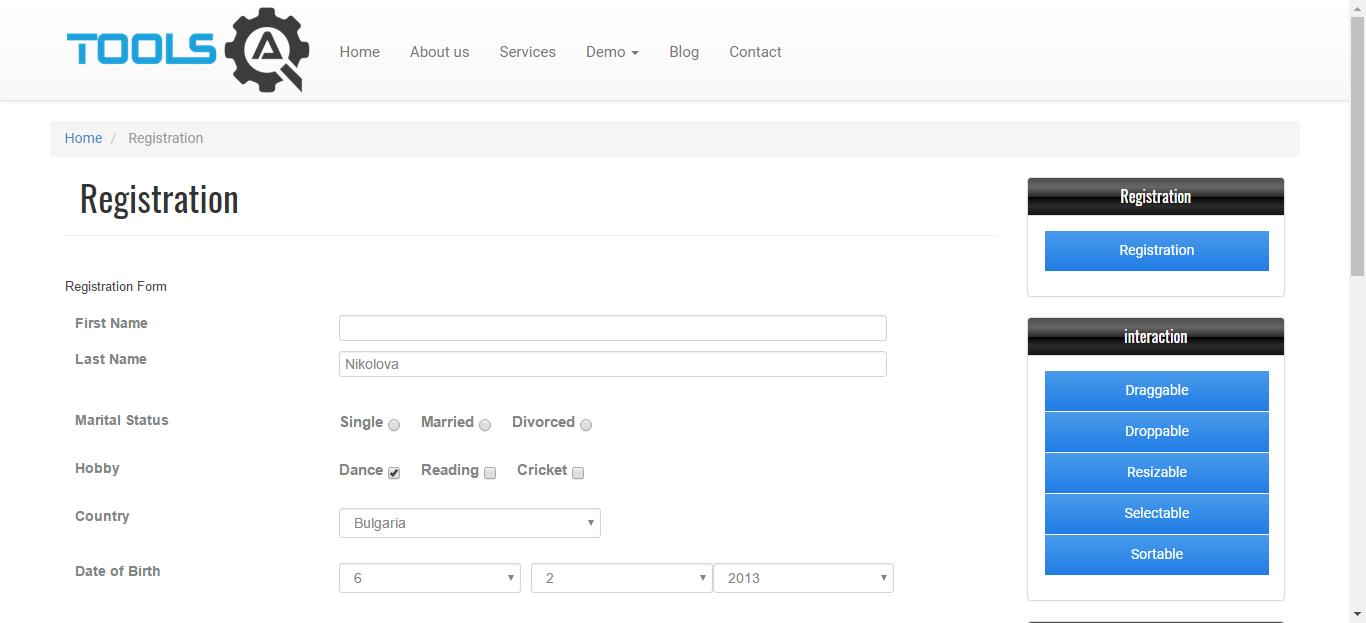 TOOLS QA
Home About us Services Demo Blog Contact
Home / Registration
Registration
Registration Form
First Name
Last Name Nikolova
Marital Status Single Married Divorced
Hobby Dance Reading Cricket
Country Bulgaria
Date of Birth 6 2 2013
Registration
Registration
interaction
Draggable
Droppable
Resizable
Selectable
Sortable